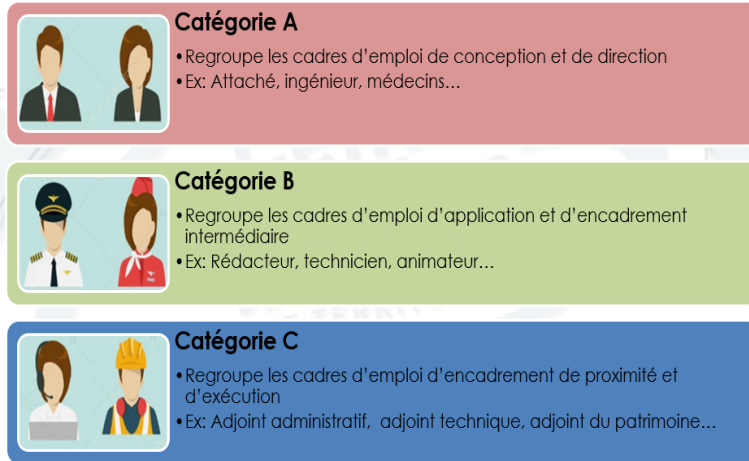 Catégorie A
•Regroupe les cadres d'emploi de conception et de direction
•Ex: Attaché, ingénieur, médecins…
Catégorie B
•Regroupe les cadres d'emploi d'application et d'encadrement
intermédiaire
•Ex: Rédacteur, technicien, animateur…
Catégorie C
•Regroupe les cadres d'emploi d'encadrement de proximité et
d'exécution
•Ex: Adjoint administratif, adjoint technique, adjoint du patrimoine…